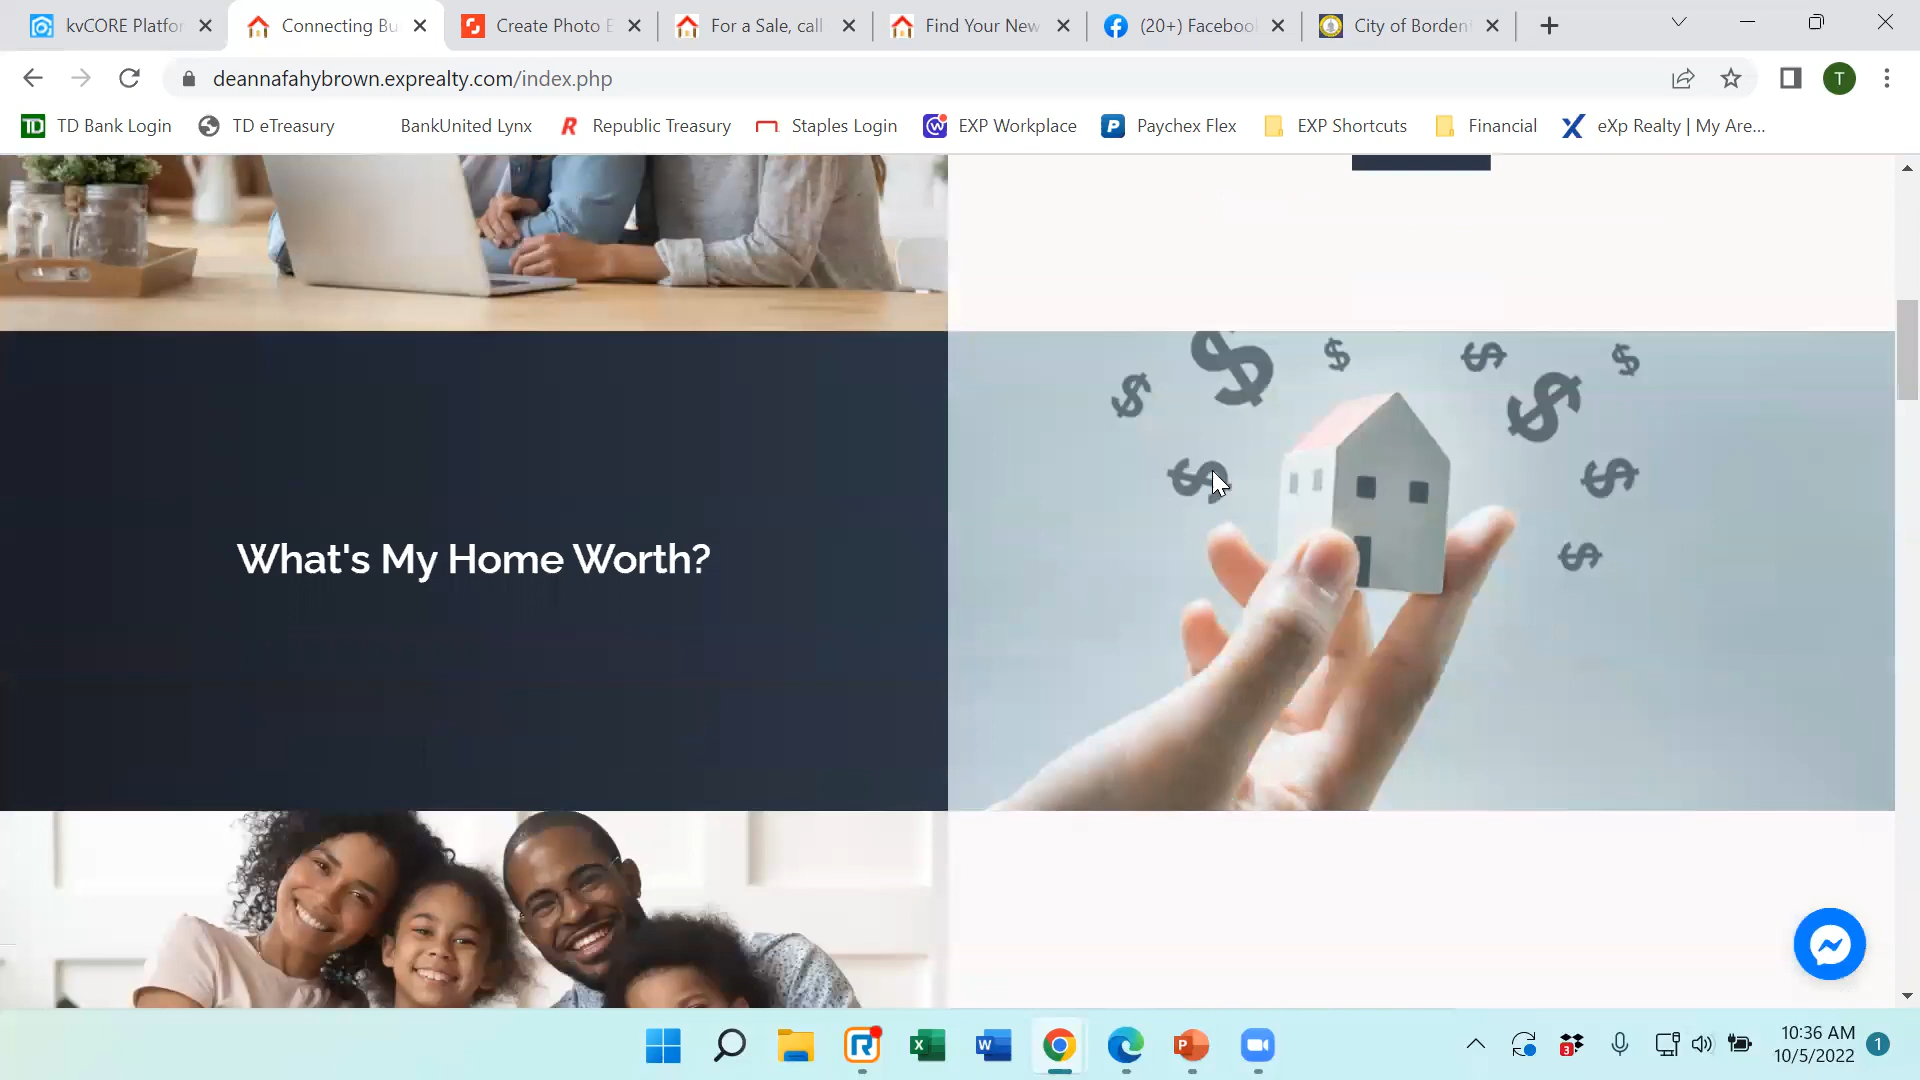 kvCORE Platfor
Connecting Bu
Create Photo E
For a Sale, call
Find Your New
(20+) Faceboo
City of Borden
deannafahybrown.exprealty.com/index.php
T
TD Bank Login
TD eTreasury
BankUnited Lynx
Republic Treasury
Staples Login
EXP Workplace
Paychex Flex
EXP Shortcuts
Financial
eXp Realty | My Are...
$ $ $ $ $ $ $ $ $
What's My Home Worth?
10:36 AM
10/5/2022
1
3